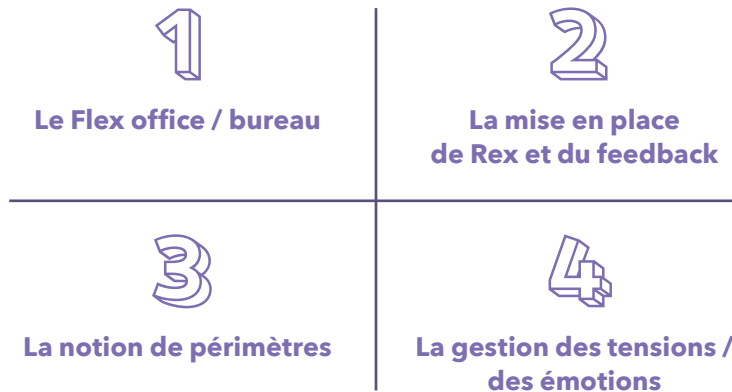 1
Le Flex office / bureau
2
La mise en place
de Rex et du feedback
3
La notion de périmètres
4
La gestion des tensions /
des émotions